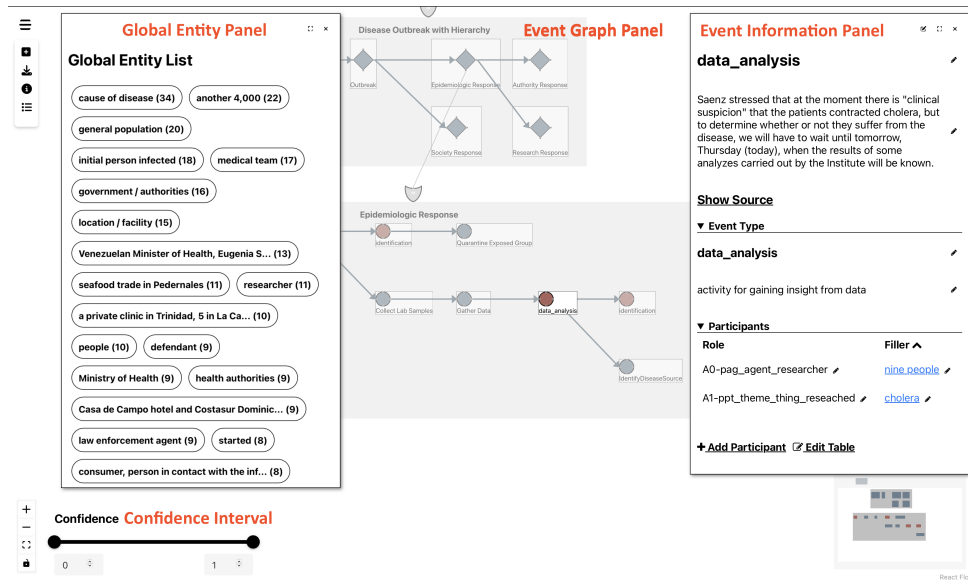 Global Entity Panel
Global Entity List
cause of disease (34)
another 4,000 (22)
general population (20)
initial person infected (18)
medical team (17)
government / authorities (16)
location / facility (15)
Venezuelan Minister of Health, Eugenia S... (13)
seafood trade in Pedernales (11)
researcher (11)
a private clinic in Trinidad, 5 in La Ca... (10)
people (10)
defendant (9)
Ministry of Health (9)
health authorities (9)
Casa de Campo hotel and Costasur Dominic... (9)
law enforcement agent (9)
started (8)
consumer, person in contact with the inf... (8)
Confidence
Confidence Interval
0
1
Disease Outbreak with Hierarchy
Event Graph Panel
Outbreak
Epidemiologic Response
Authority Response
Society Response
Research Response
Epidemiologic Response
identification
Quarantine Exposed Group
Collect Lab Samples
Gather Data
data_analysis
identification
IdentifyDiseaseSource
Event Information Panel
data_analysis
Saenz stressed that at the moment there is "clinical
suspicion" that the patients contracted cholera, but
to determine whether or not they suffer from the
disease, we will have to wait until tomorrow,
Thursday (today), when the results of some
analyzes carried out by the Institute will be known.
Show Source
▼ Event Type
data_analysis
activity for gaining insight from data
▼ Participants
Role
Filler
A0-pag_agent_researcher
nine people
A1-ppt_theme_thing_reseached
cholera
Add Participant
Edit Table
React Flo